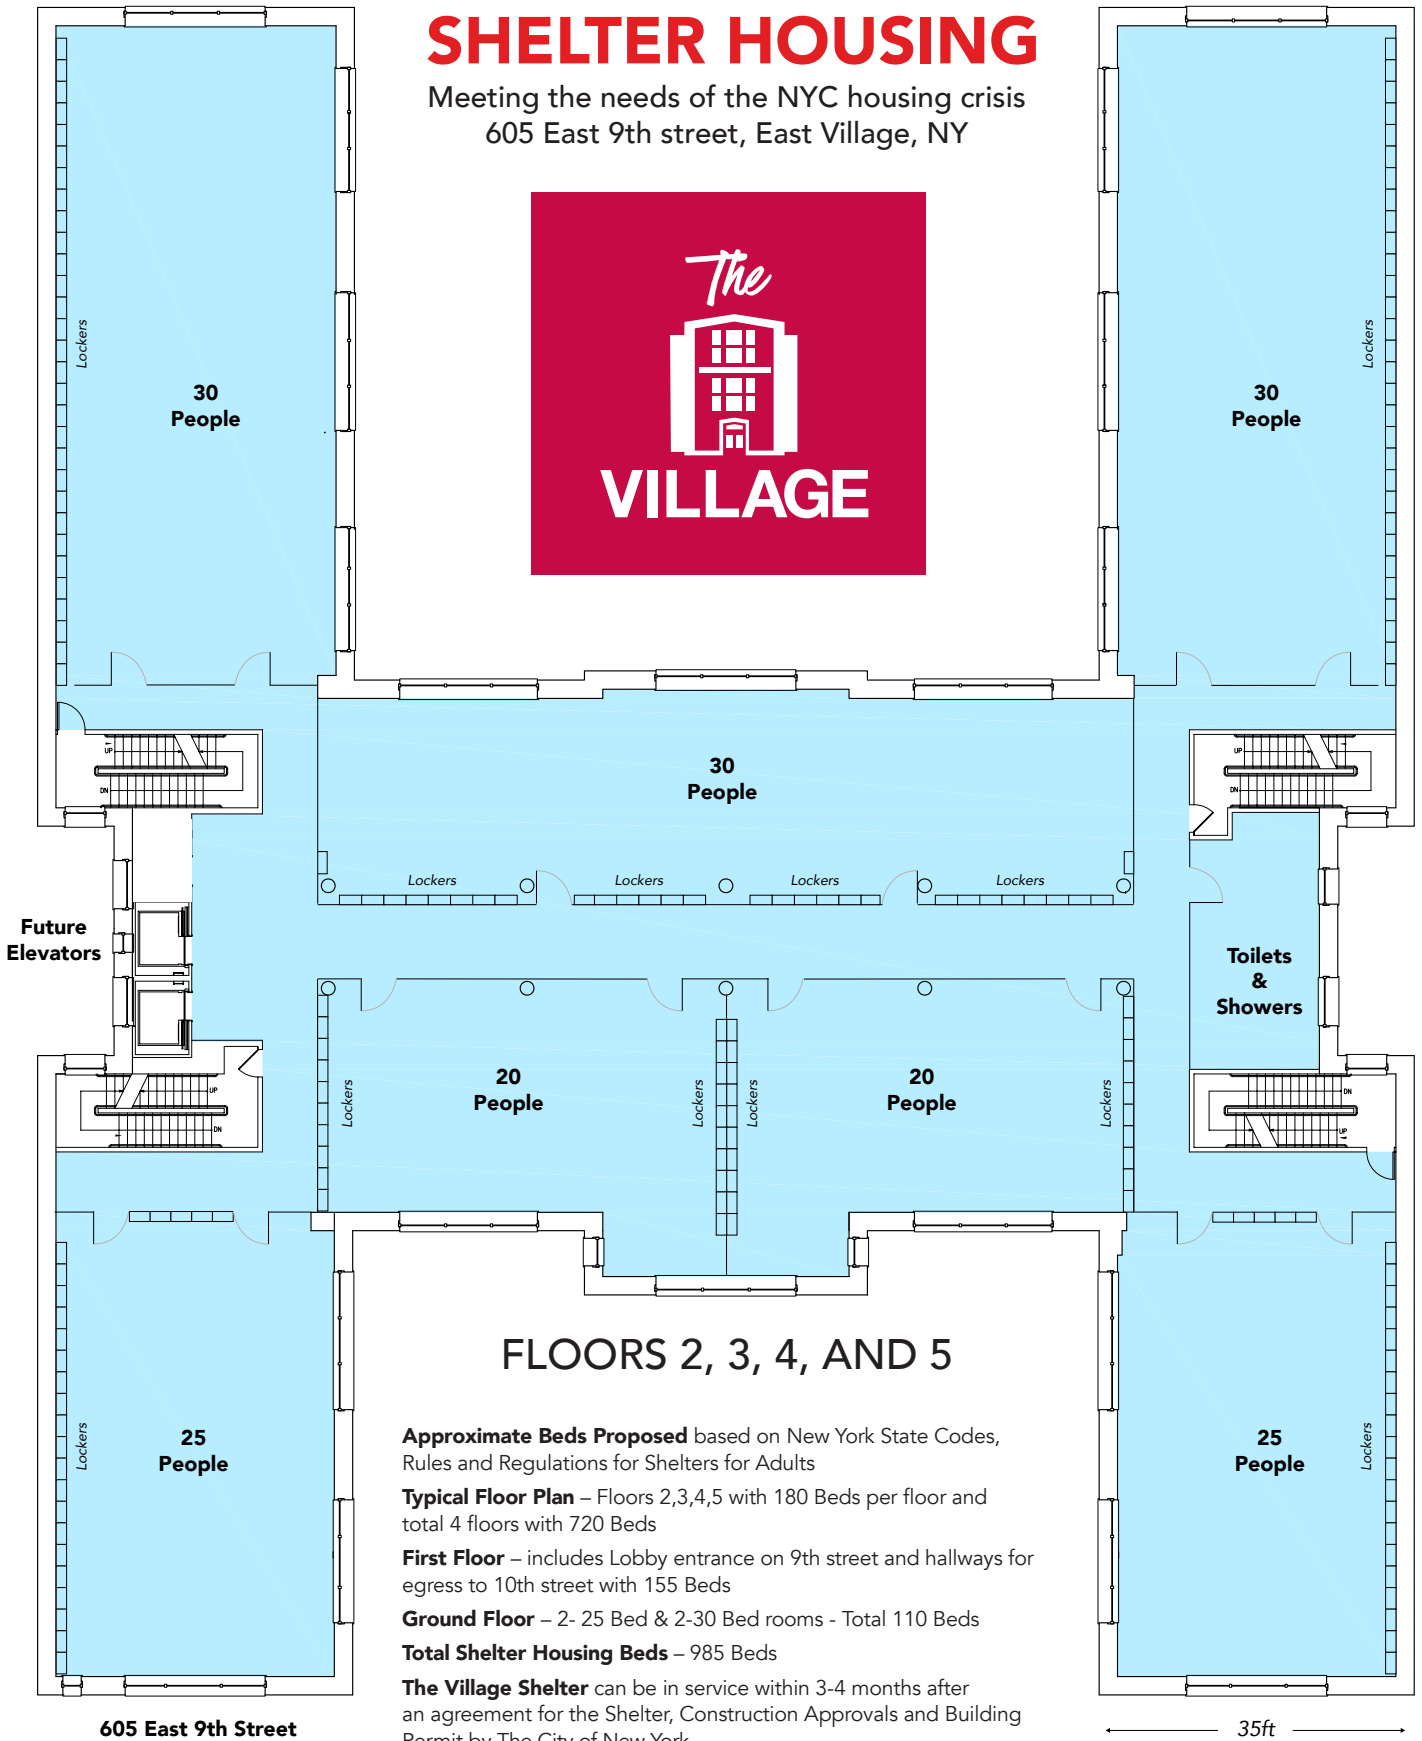 SHELTER HOUSING
Meeting the needs of the NYC housing crisis
605 East 9th street, East Village, NY
The
VILLAGE
Lockers
30
People
Lockers
30
People
UP
DN
UP
DN
30
People
Lockers
Lockers
Lockers
Lockers
Future
Elevators
Toilets
&
Showers
20
People
Lockers
Lockers
20
People
Lockers
Lockers
UP
DN
DN
UP
25
People
Lockers
25
People
Lockers
FLOORS 2, 3, 4, AND 5
Approximate Beds Proposed based on New York State Codes,
Rules and Regulations for Shelters for Adults
Typical Floor Plan – Floors 2,3,4,5 with 180 Beds per floor and
total 4 floors with 720 Beds
First Floor – includes Lobby entrance on 9th street and hallways for
egress to 10th street with 155 Beds
Ground Floor – 2- 25 Bed & 2-30 Bed rooms - Total 110 Beds
Total Shelter Housing Beds – 985 Beds
The Village Shelter can be in service within 3-4 months after
an agreement for the Shelter, Construction Approvals and Building
Permit by The City of New York
605 East 9th Street
35ft